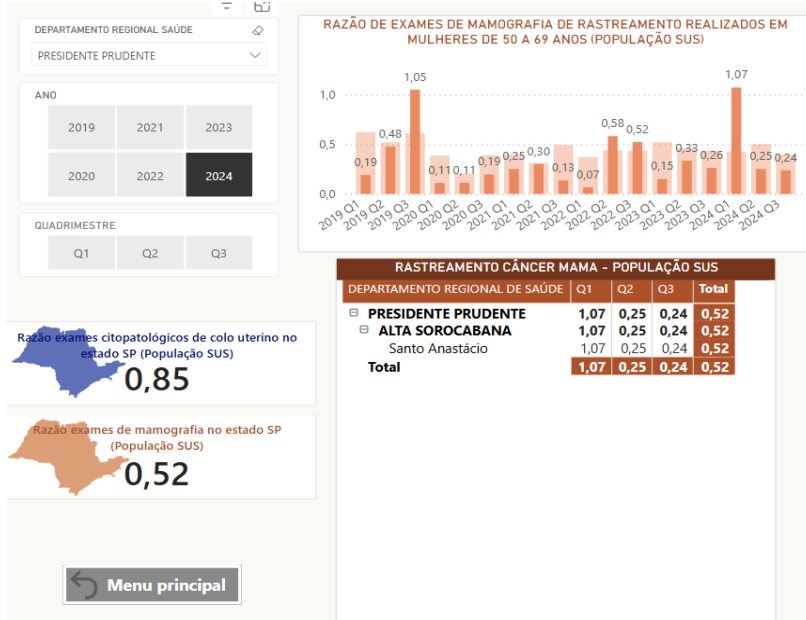 DEPARTAMENTO REGIONAL SAÚDE
PRESIDENTE PRUDENTE
ANO
2019 2021 2023
2020 2022 2024
QUADRIMESTRE
Q1 Q2 Q3
RAZÃO DE EXAMES DE MAMOGRAFIA DE RASTREAMENTO REALIZADOS EM
MULHERES DE 50 A 69 ANOS (POPULAÇÃO SUS)
1,0
0,5
0,0
0,19 0,48 1,05 0,11 0,11 0,19 0,25 0,30 0,13 0,07 0,58 0,52 0,15 0,33 0,26 1,07 0,25 0,24
2019 Q1 2019 Q2 2019 Q3 2020 Q1 2020 Q2 2020 Q3 2021 Q1 2021 Q2 2021 Q3 2022 Q1 2022 Q2 2022 Q3 2023 Q1 2023 Q2 2023 Q3 2024 Q1 2024 Q2 2024 Q3
RASTREAMENTO CÂNCER MAMA - POPULAÇÃO SUS
DEPARTAMENTO REGIONAL DE SAÚDE Q1 Q2 Q3 Total
PRESIDENTE PRUDENTE 1,07 0,25 0,24 0,52
ALTA SOROCABANA 1,07 0,25 0,24 0,52
Santo Anastácio 1,07 0,25 0,24 0,52
Total 1,07 0,25 0,24 0,52
Razão exames citopatológicos de colo uterino no
estado SP (População SUS)
0,85
Razão exames de mamografia no estado SP
(População SUS)
0,52
Menu principal